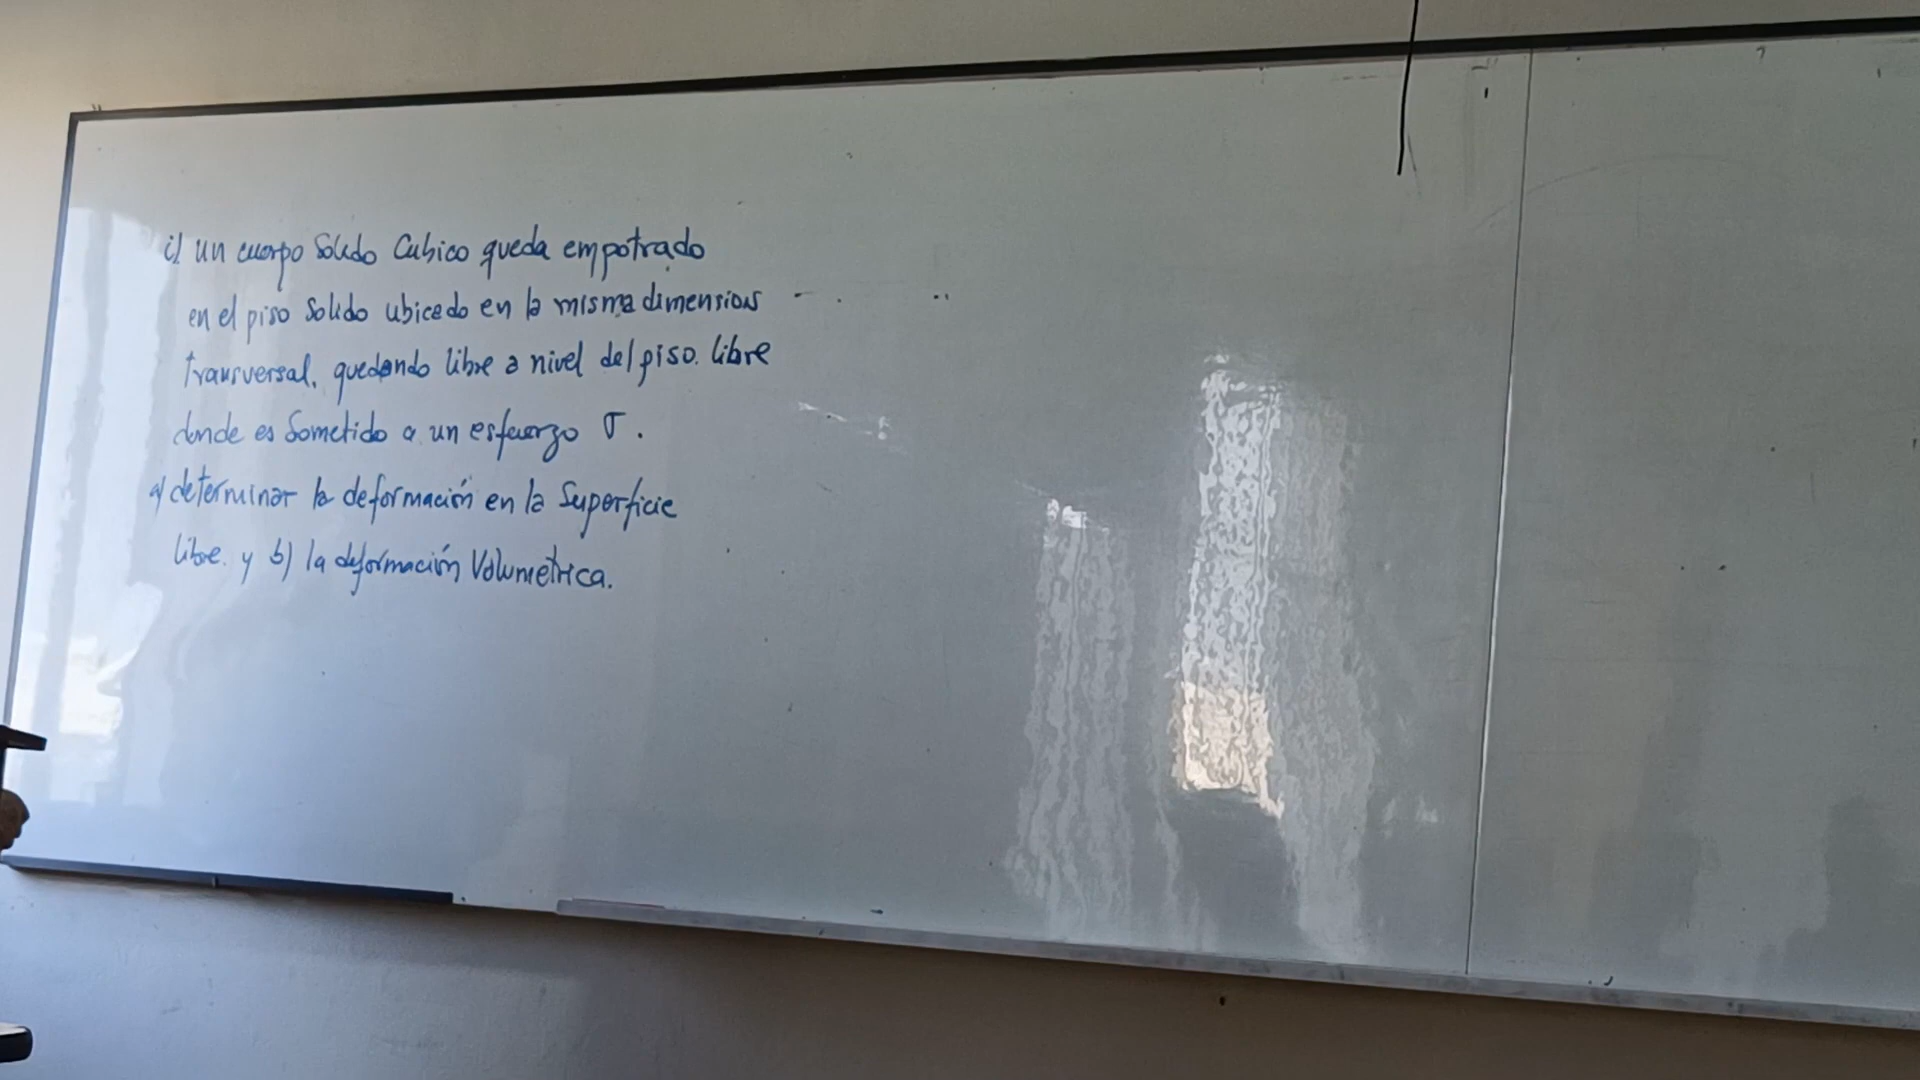 i) un cuerpo Solido Cubico queda empotrado
en el piso Solido ubicado en la misma dimension
transversal, quedando libre a nivel del piso. libre
donde es Sometido a un esfuerzo σ.
a) determinar la deformación en la Superficie
libre. y b) la deformación Volumetrica.